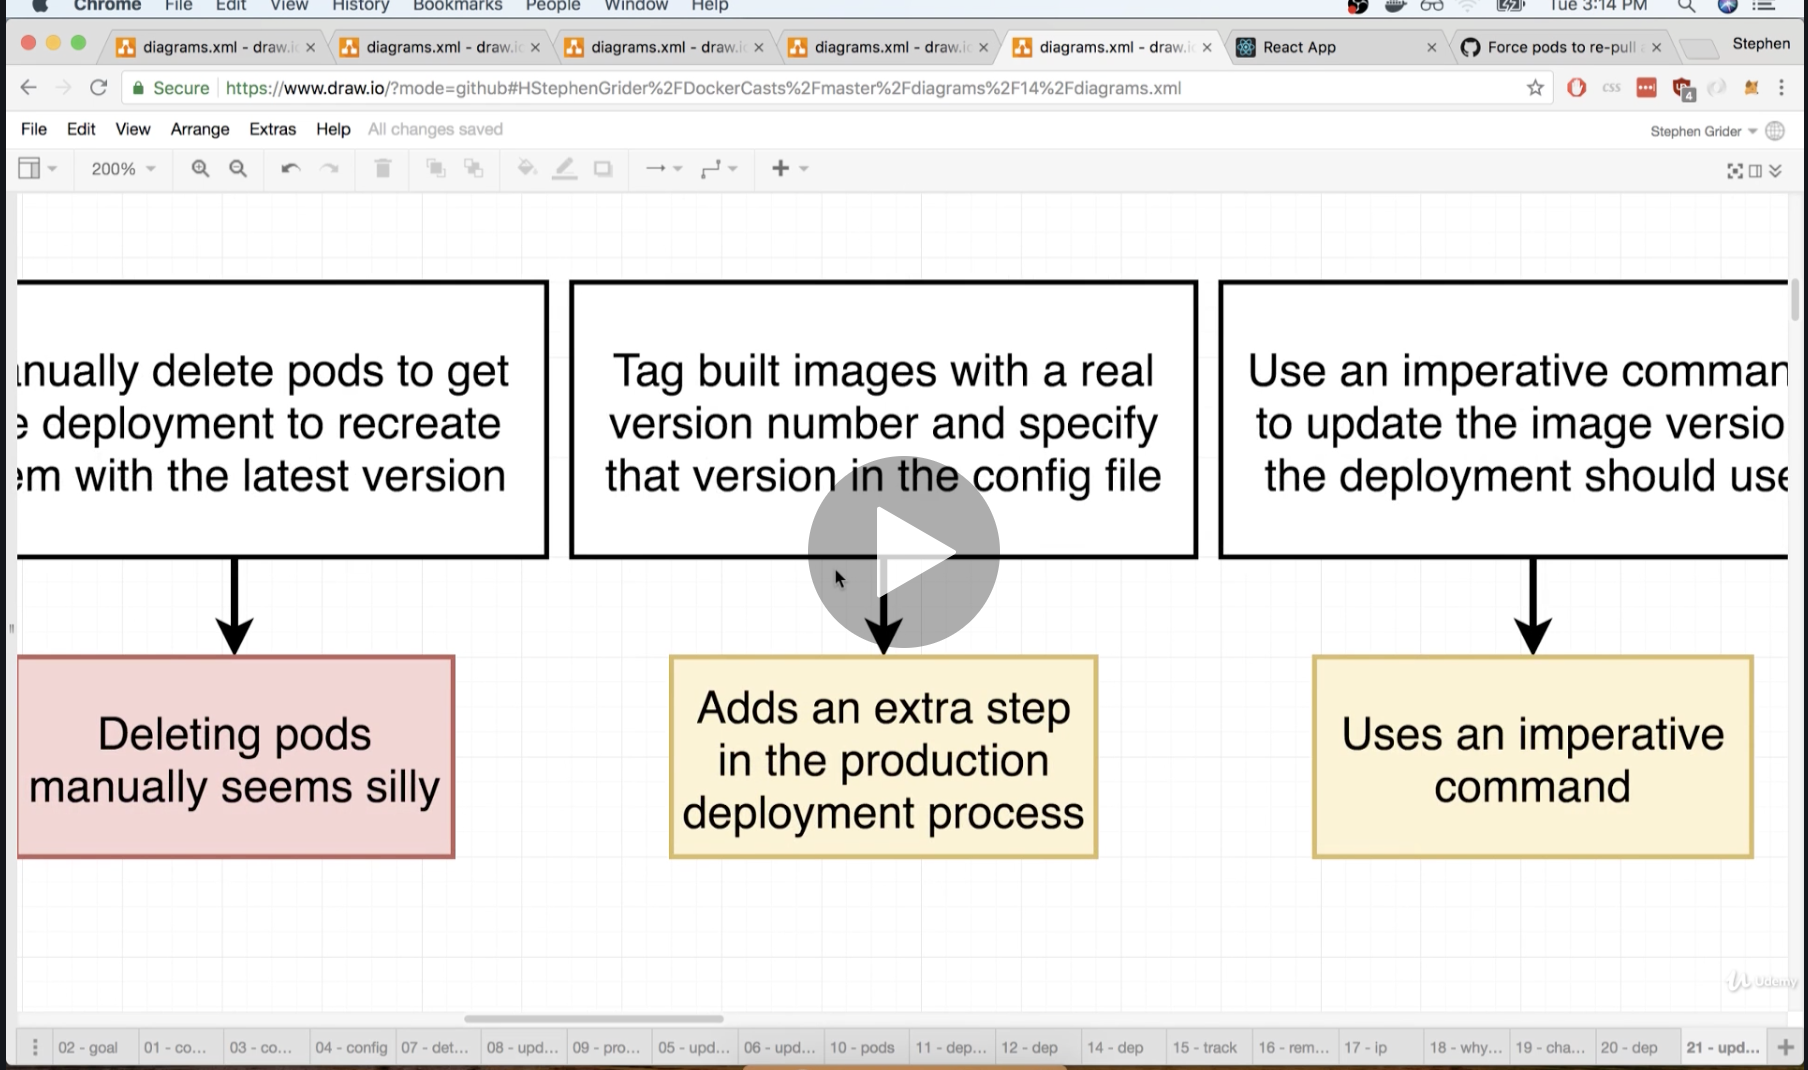 Chrome File Edit View History Bookmarks People Window Help Tue 3:14 PM
diagrams.xml - draw.i diagrams.xml - draw.i diagrams.xml - draw.i diagrams.xml - draw.i diagrams.xml - draw.i React App Force pods to re-pull Stephen
Secure https://www.draw.io/?mode=github#HStephenGrider%2FDockerCasts%2Fmaster%2Fdiagrams%2F14%2Fdiagrams.xml css 4
File Edit View Arrange Extras Help All changes saved Stephen Grider
200%
nually delete pods to get
e deployment to recreate
em with the latest version
Tag built images with a real
version number and specify
that version in the config file
Use an imperative comman
to update the image versio
the deployment should use
Deleting pods
manually seems silly
Adds an extra step
in the production
deployment process
Uses an imperative
command
Udemy
02 - goal 01 - co... 03 - co... 04 - config 07 - det... 08 - upd... 09 - pro... 05 - upd... 06 - upd... 10 - pods 11 - dep... 12 - dep 14 - dep 15 - track 16 - rem... 17 - ip 18 - why... 19 - cha... 20 - dep 21 - upd...